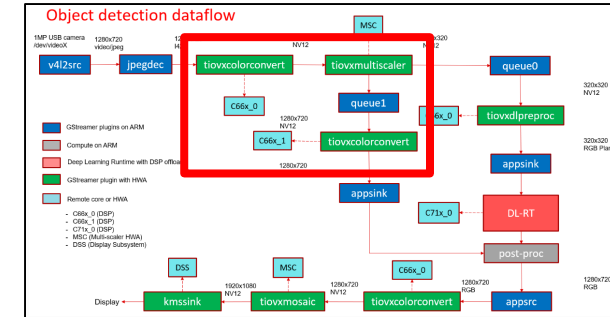 Object detection dataflow
MSC
1MP USB camera
/dev/videoX
1280x720
video/jpeg
NV12
NV12
v4l2src
jpegdec
tiovxcolorconvert
tiovxmultiscaler
queue0
C66x_0
queue1
320x320
NV12
1280x720
NV12
C66x_1
tiovxcolorconvert
tiovxdlpreproc
GStreamer plugins on ARM
Compute on ARM
Deep Learning Runtime with DSP offload
GStreamer plugin with HWA
Remote core or HWA
- C66x_0 (DSP)
- C66x_1 (DSP)
- C71x_0 (DSP)
- MSC (Multi-scaler HWA)
- DSS (Display Subsystem)
1280x720
320x320
appsink
appsink
C71x_0
DL-RT
post-proc
DSS
MSC
C66x_0
1920x1080
NV12
1280x720
NV12
1280x720
RGB
1280x720
RGB
Display
kmssink
tiovxmosaic
tiovxcolorconvert
appsrc